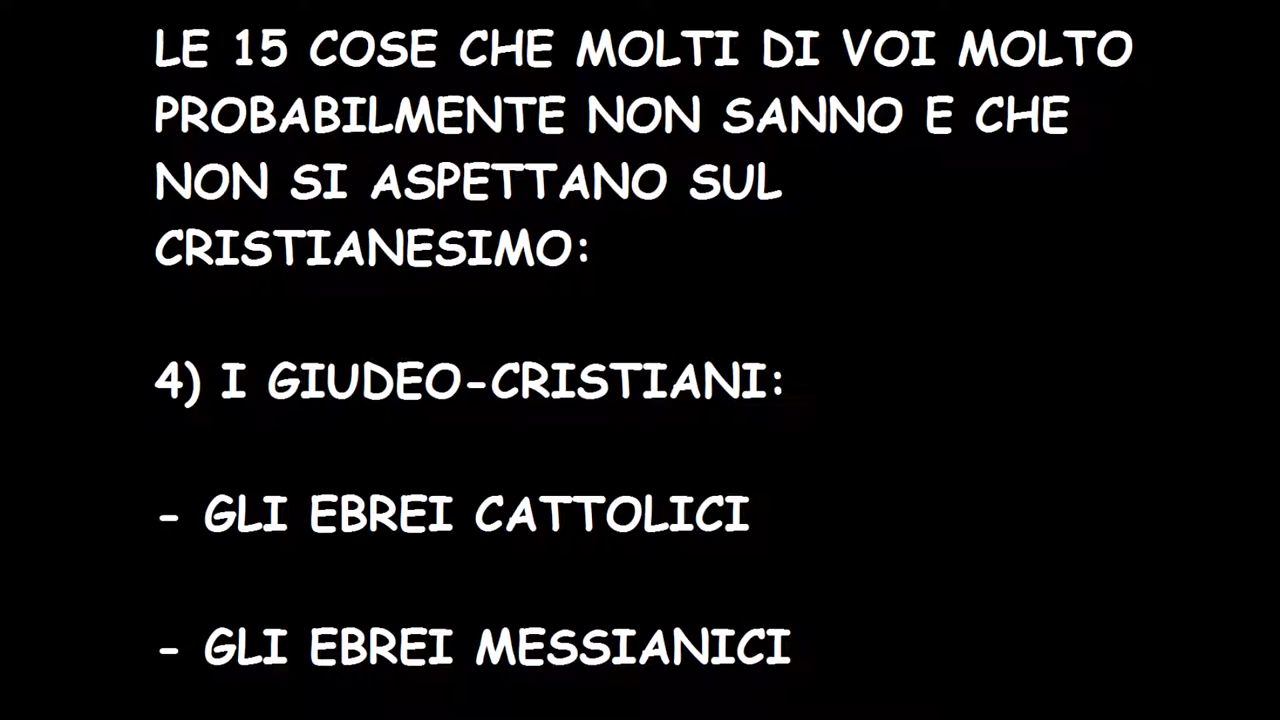 LE 15 COSE CHE MOLTI DI VOI MOLTO
PROBABILMENTE NON SANNO E CHE
NON SI ASPETTANO SUL
CRISTIANESIMO:
4) I GIUDEO-CRISTIANI:
- GLI EBREI CATTOLICI
- GLI EBREI MESSIANICI